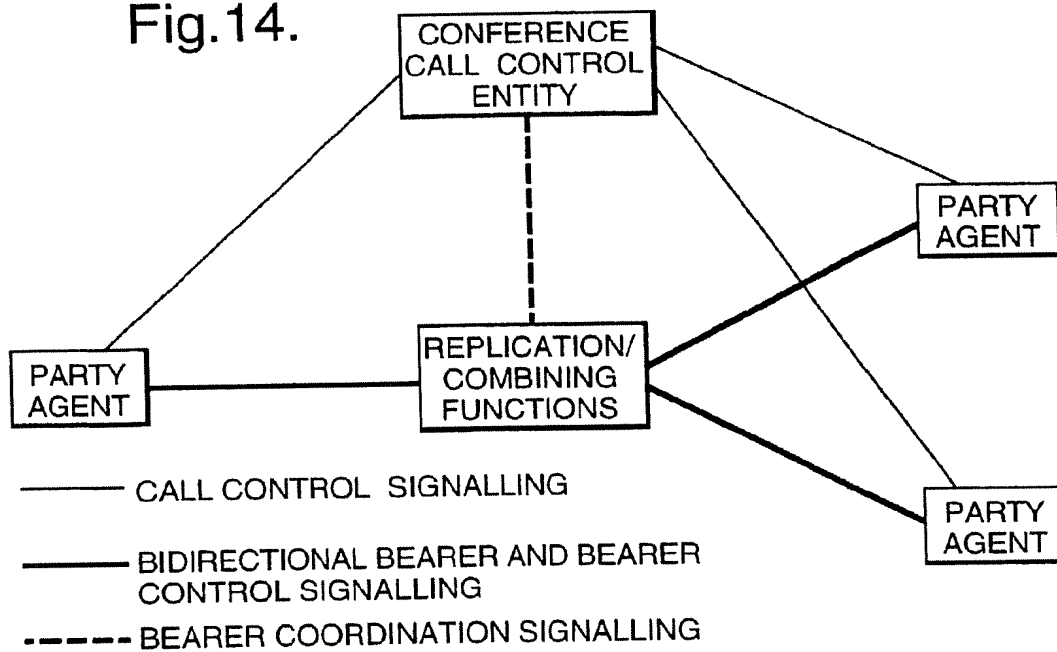 Fig.14.
CONFERENCE
CALL CONTROL
ENTITY
PARTY
AGENT
REPLICATION/
COMBINING
FUNCTIONS
PARTY
AGENT
PARTY
AGENT
CALL CONTROL SIGNALLING
BIDIRECTIONAL BEARER AND BEARER
CONTROL SIGNALLING
BEARER COORDINATION SIGNALLING